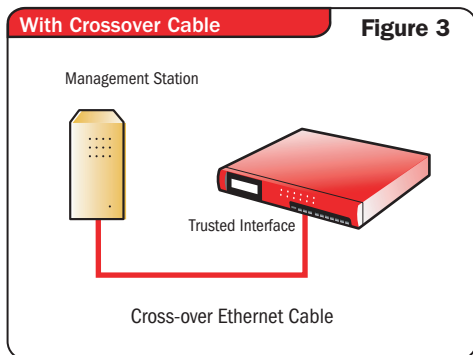 With Crossover Cable
Figure 3
Management Station
Trusted Interface
Cross-over Ethernet Cable